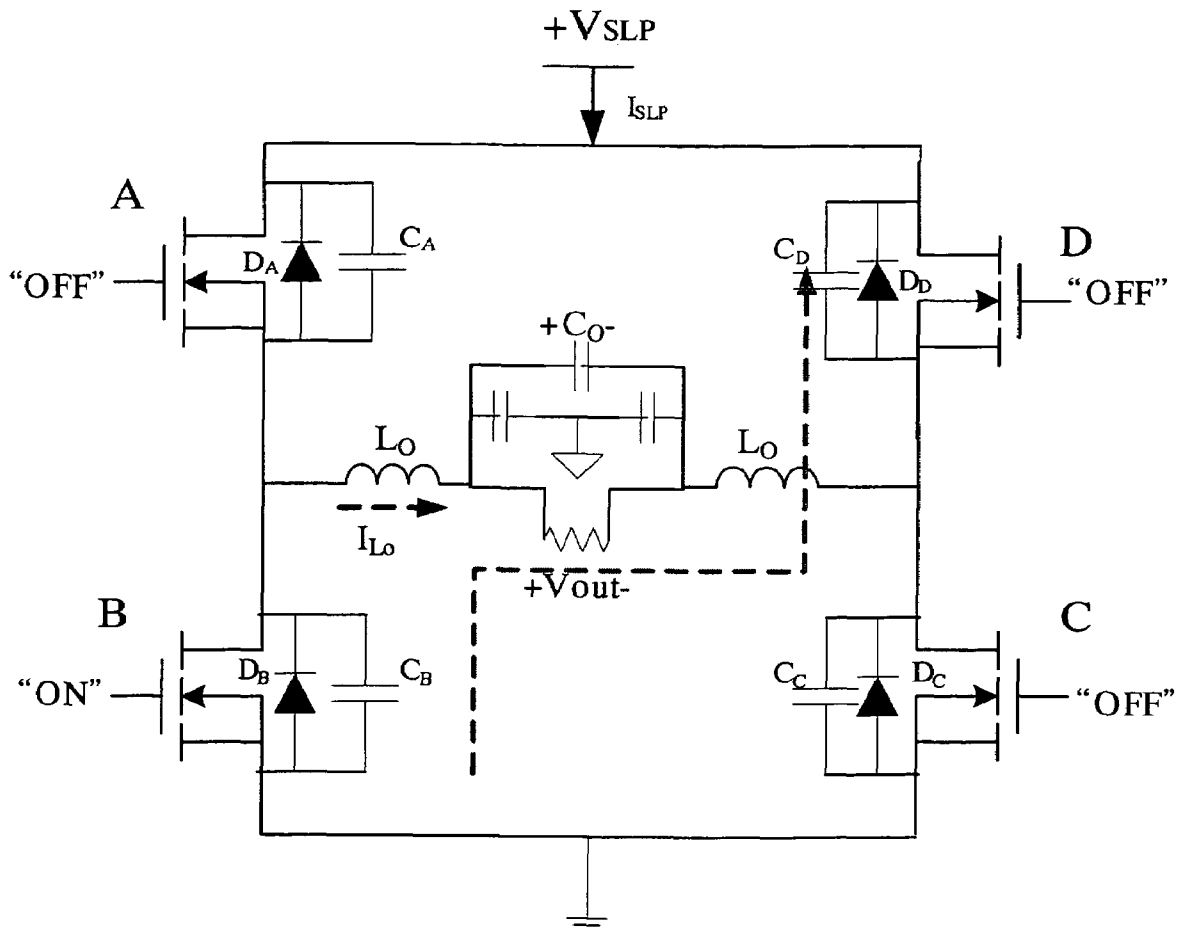 +VSLP
ISLP
A
DA
CA
"OFF"
CD
DD
D
"OFF"
+CO-
LO
LO
ILo
+Vout-
B
DB
CB
"ON"
CC
DC
C
"OFF"